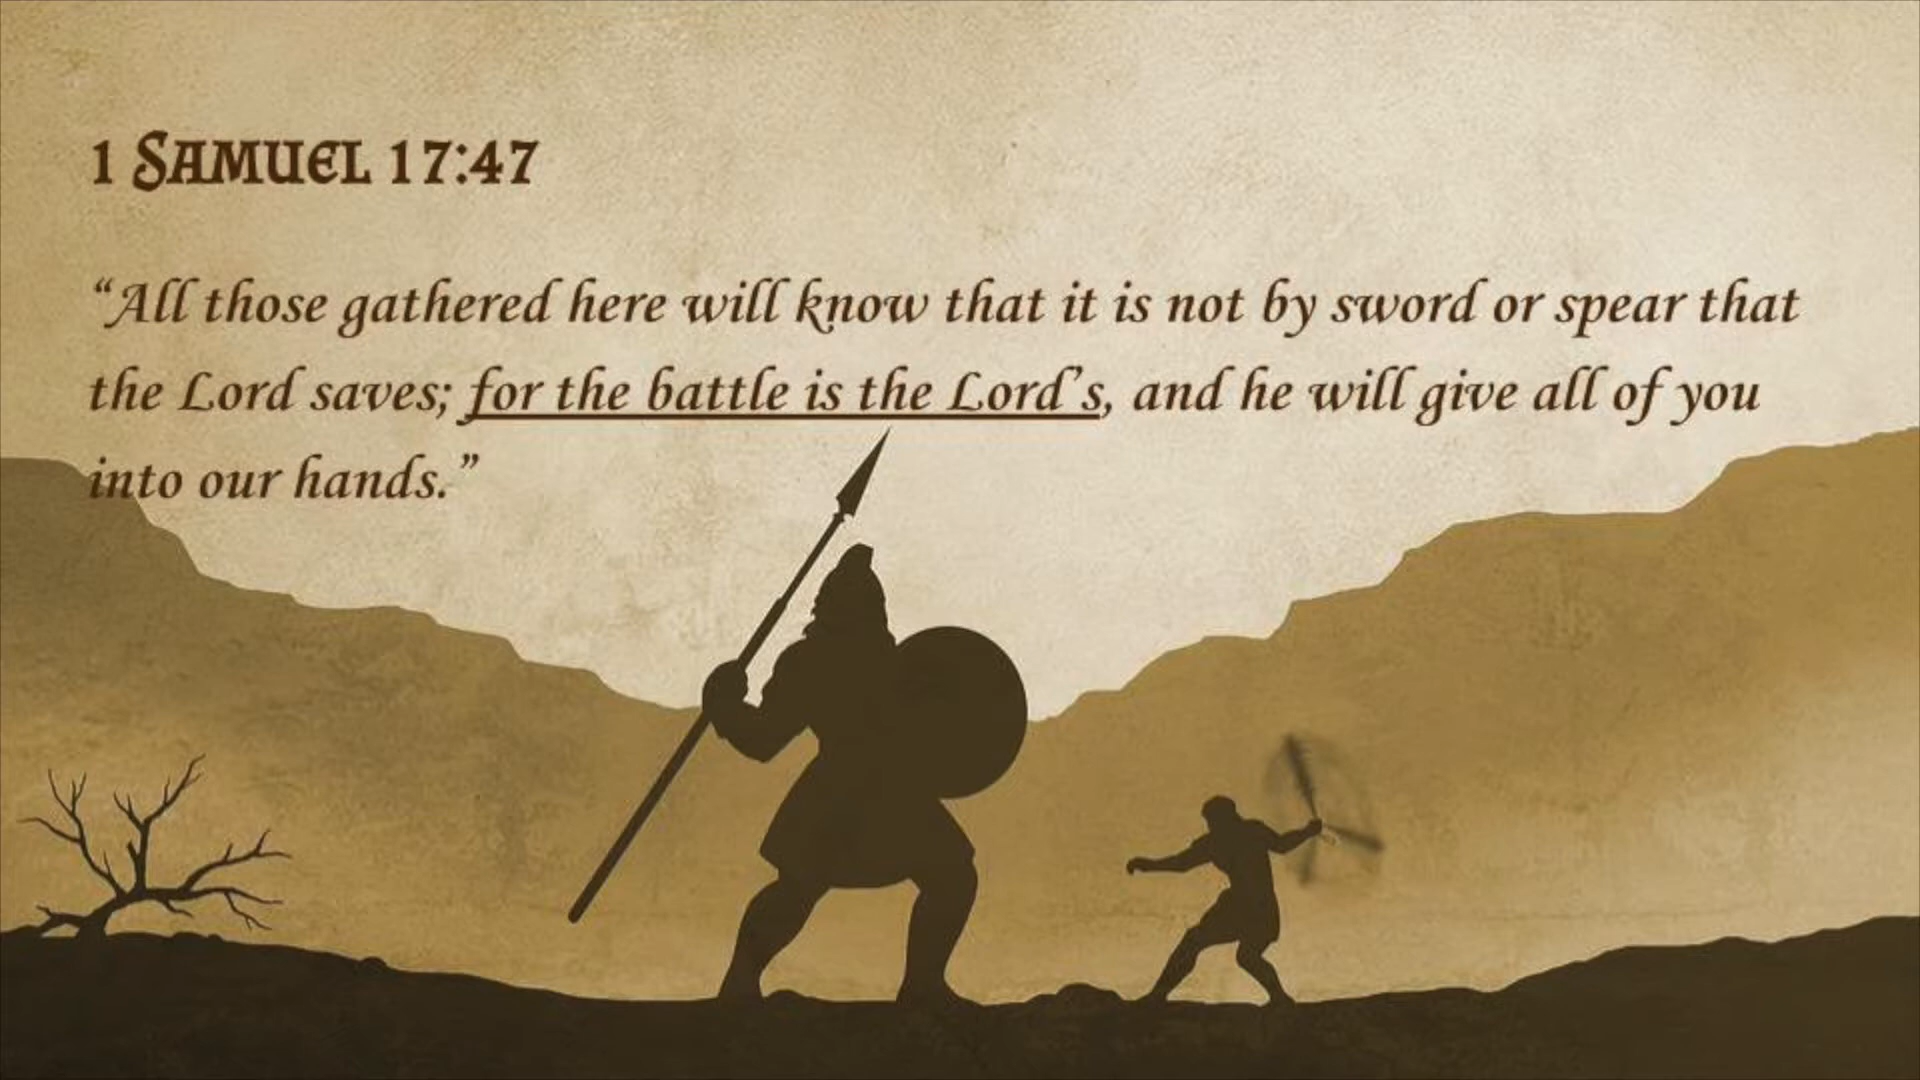 1 SAMUEL 17:47
“All those gathered here will know that it is not by sword or spear that
the Lord saves; for the battle is the Lord’s, and he will give all of you
into our hands.”